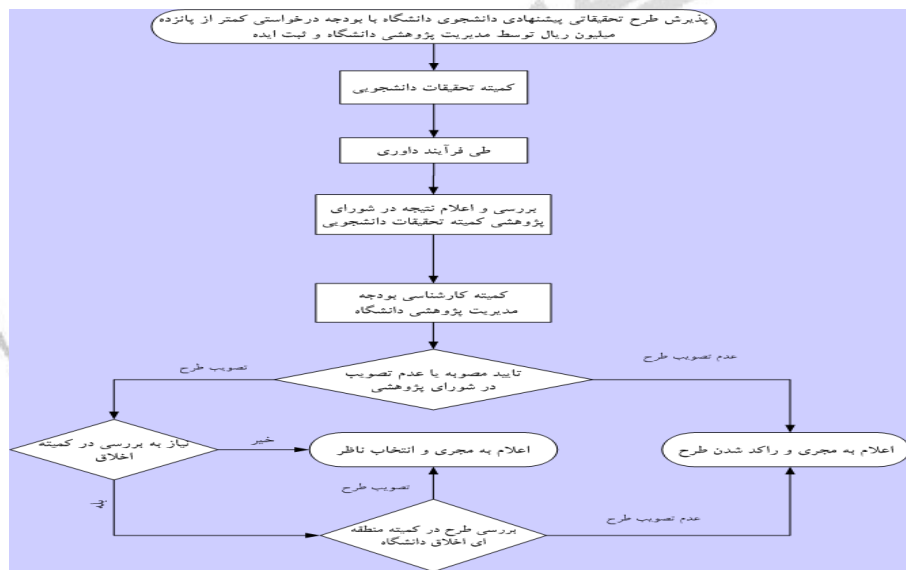 پذیرش طرح تحقیقاتی پیشنهادی دانشجوی دانشگاه با بودجه درخواستی کمتر از پانزده
میلیون ریال توسط مدیریت پژوهشی دانشگاه و ثبت ایده
کمیته تحقیقات دانشجویی
طی فرآیند داوری
بررسی و اعلام نتیجه در شورای
پژوهشی کمیته تحقیقات دانشجویی
کمیته کارشناسی بودجه
مدیریت پژوهشی دانشگاه
عدم تصویب طرح
تصویب طرح
تایید مصوبه یا عدم تصویب
در شورای پژوهشی
نیاز به بررسی در کمیته
اخلاق
خیر
اعلام به مجری و انتخاب ناظر
اعلام به مجری و راکد شدن طرح
تصویب طرح
بله
بررسی طرح در کمیته منطقه
ای اخلاق دانشگاه
عدم تصویب طرح